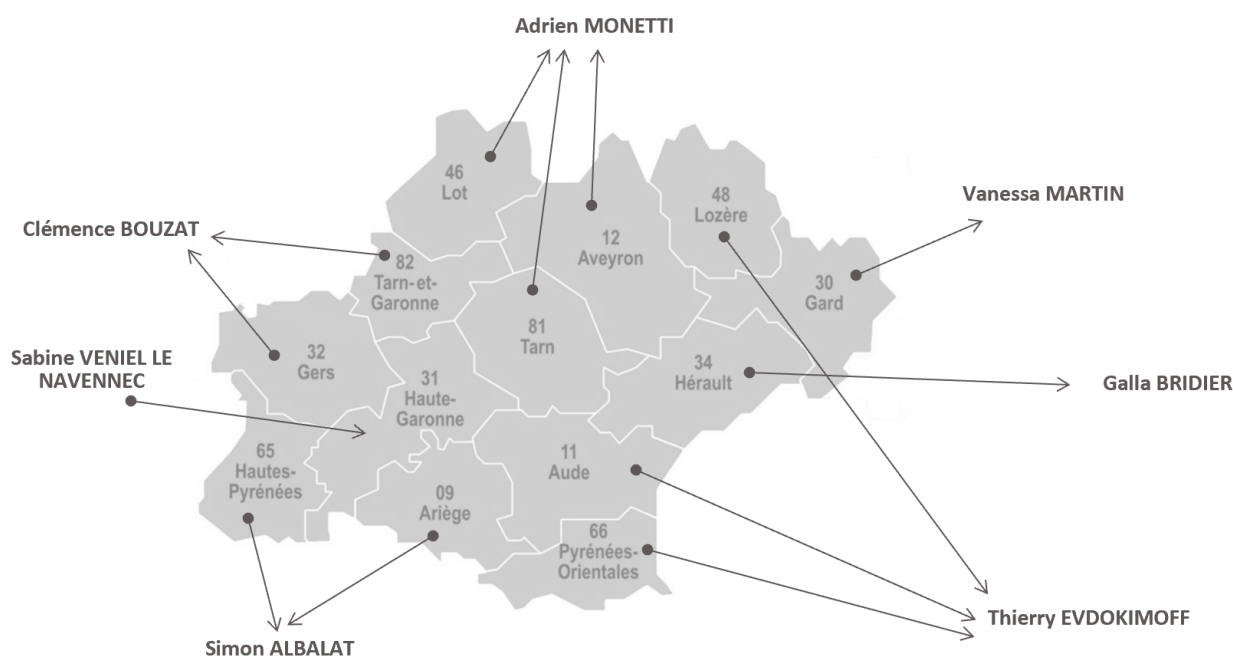 Adrien MONETTI
46
Lot
48
Lozère
Vanessa MARTIN
Clémence BOUZAT
12
Aveyron
82
Tarn-et-
Garonne
30
Gard
81
Tarn
Sabine VENIEL LE
NAVENNEC
32
Gers
31
Haute-
Garonne
34
Hérault
Galla BRIDIER
65
Hautes-
Pyrénées
11
Aude
09
Ariège
66
Pyrénées-
Orientales
Thierry EVDOKIMOFF
Simon ALBALAT